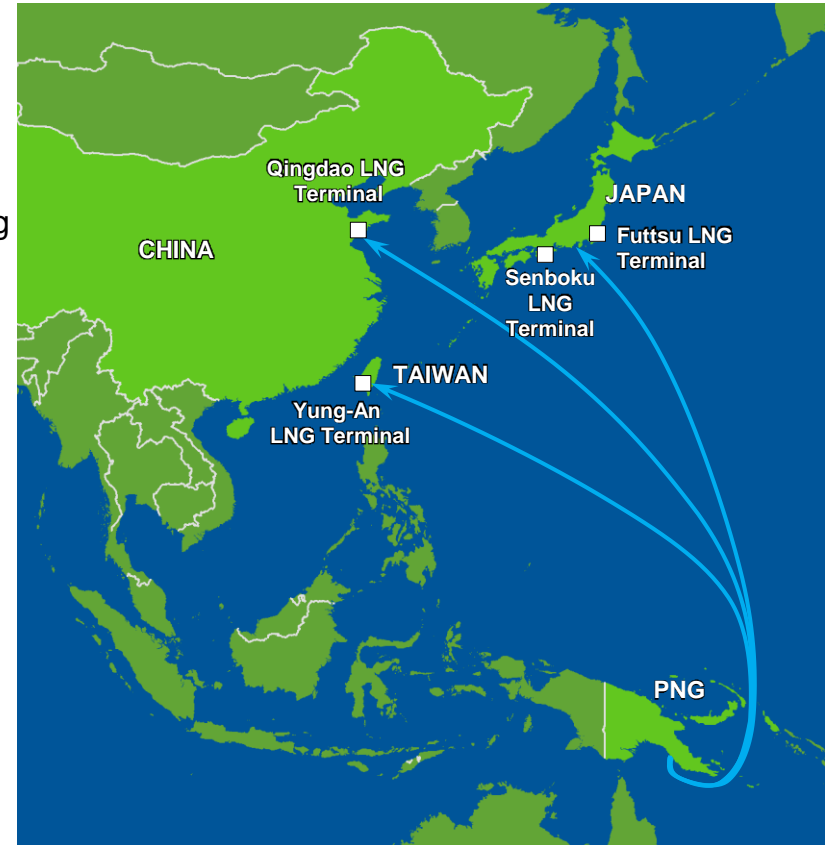 Qingdao LNG
Terminal
JAPAN
g
CHINA
Futtsu LNG
Terminal
Senboku
LNG
Terminal
TAIWAN
Yung-An
LNG Terminal
PNG